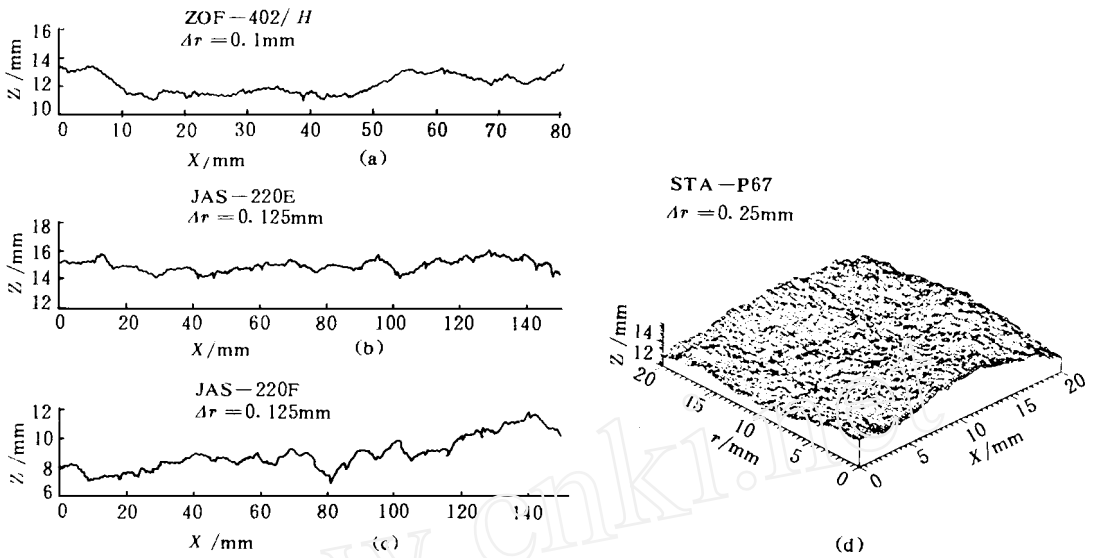 ZOF－402/H
Δr＝0.1mm
Z/mm
16
14
12
10
0 10 20 30 40 50 60 70 80
X/mm
(a)
JAS－220E
Δr＝0.125mm
Z/mm
18
16
14
12
0 20 40 60 80 100 120 140
X/mm
(b)
JAS－220F
Δr＝0.125mm
Z/mm
12
10
8
6
0 20 40 60 80 100 120 140
X/mm
(c)
STA－P67
Δr＝0.25mm
Z/mm
14
12
20 15 10 5 0
r/mm
0 5 10 15 20
X/mm
(d)
www.cnki.net